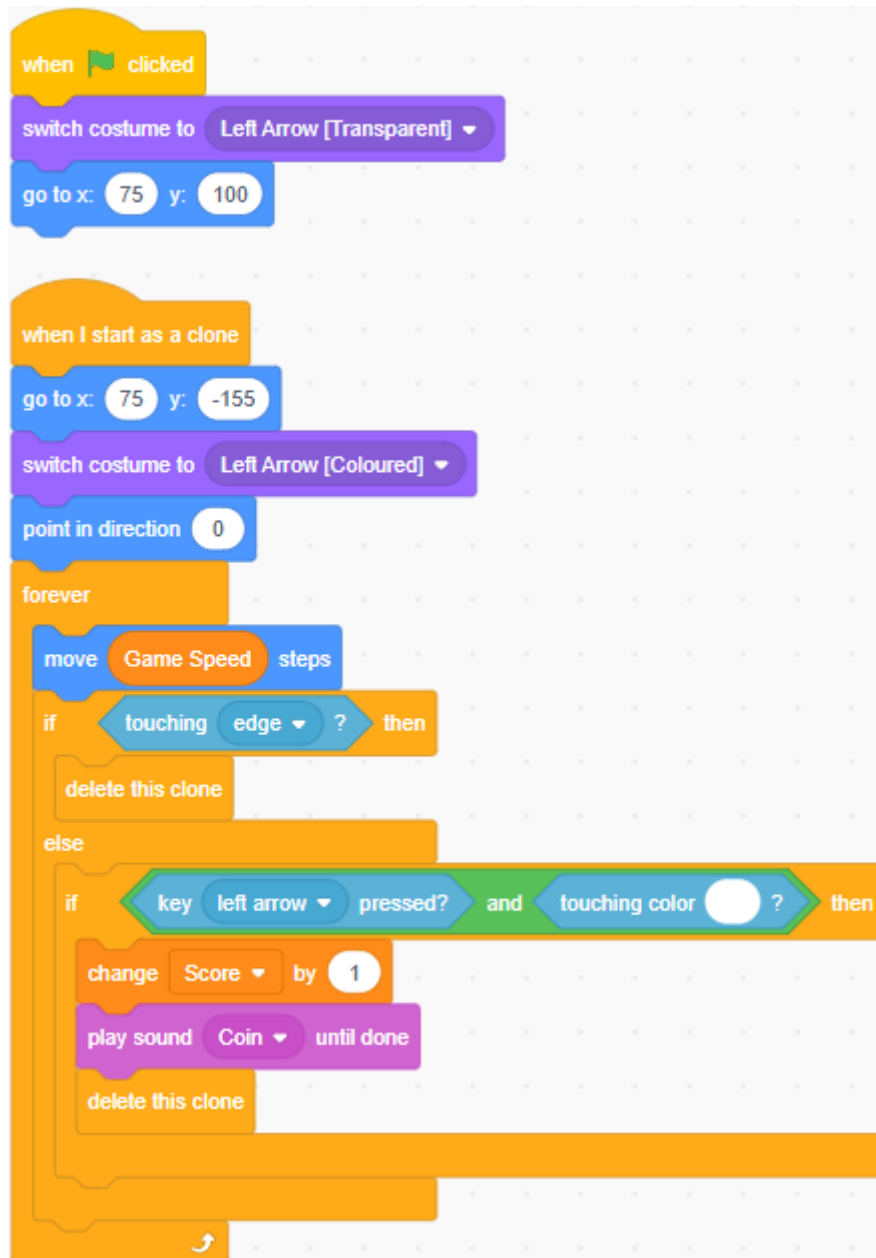 when clicked
switch costume to Left Arrow [Transparent]
go to x: 75 y: 100
when I start as a clone
go to x: 75 y: -155
switch costume to Left Arrow [Coloured]
point in direction 0
forever
move Game Speed steps
if touching edge ? then
delete this clone
else
if key left arrow pressed? and touching color ? then
change Score by 1
play sound Coin until done
delete this clone